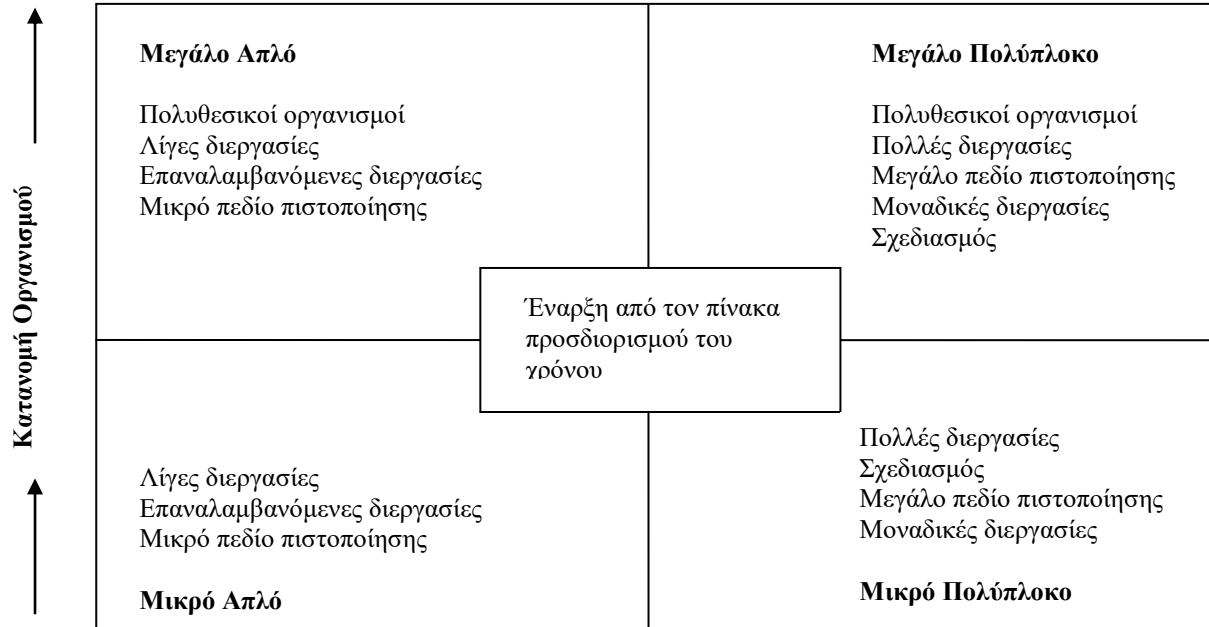 Κατανομή Οργανισμού
Μεγάλο Απλό
Πολυθεσικοί οργανισμοί
Λίγες διεργασίες
Επαναλαμβανόμενες διεργασίες
Μικρό πεδίο πιστοποίησης
Μεγάλο Πολύπλοκο
Πολυθεσικοί οργανισμοί
Πολλές διεργασίες
Μεγάλο πεδίο πιστοποίησης
Μοναδικές διεργασίες
Σχεδιασμός
Έναρξη από τον πίνακα
προσδιορισμού του
χρόνου
Λίγες διεργασίες
Επαναλαμβανόμενες διεργασίες
Μικρό πεδίο πιστοποίησης
Μικρό Απλό
Πολλές διεργασίες
Σχεδιασμός
Μεγάλο πεδίο πιστοποίησης
Μοναδικές διεργασίες
Μικρό Πολύπλοκο